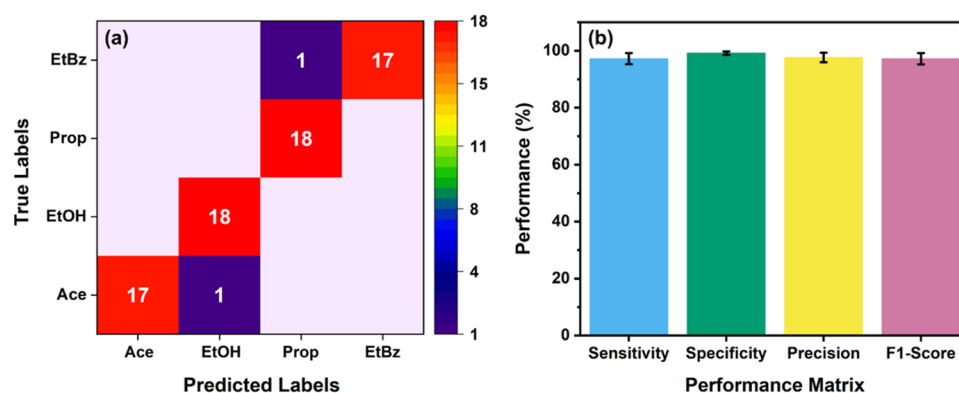 (a)
True Labels
EtBz
Prop
EtOH
Ace
1 17
18
18
17 1
Ace EtOH Prop EtBz
Predicted Labels
18
15
13
11
8
4
1
(b)
Performance (%)
100
80
60
40
20
0
Sensitivity Specificity Precision F1-Score
Performance Matrix